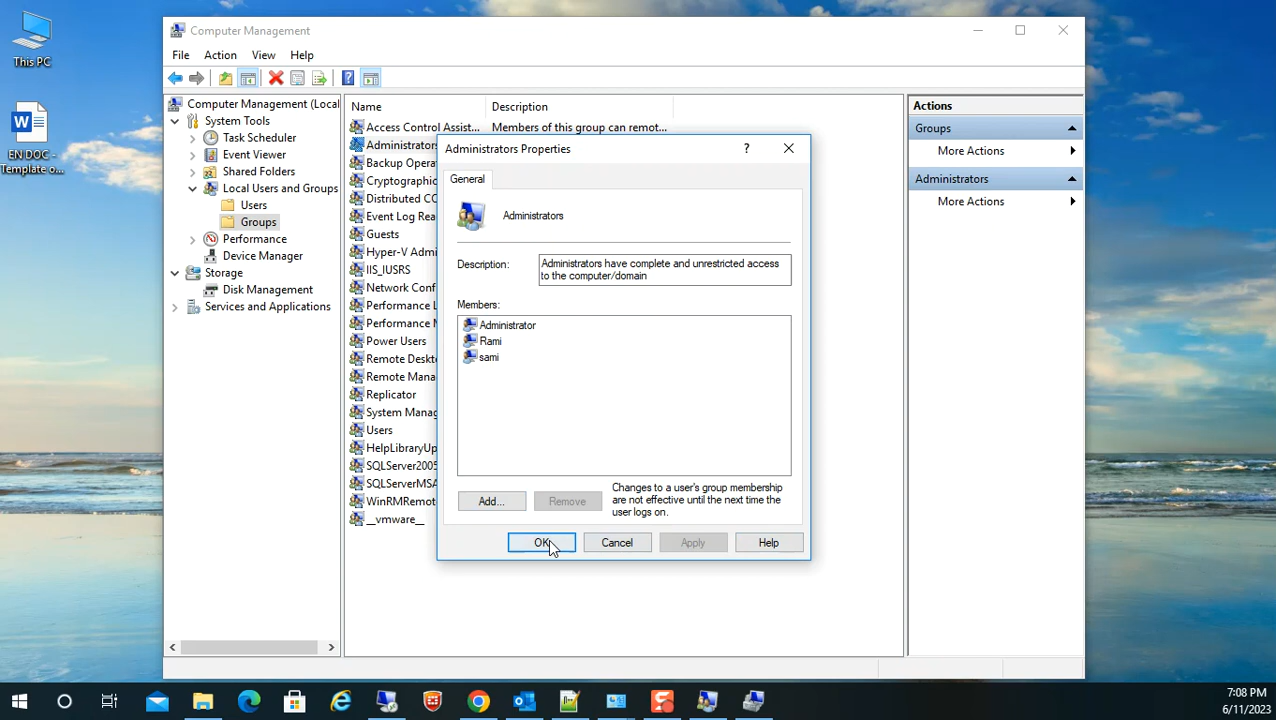 This PC
EN DOC -
Template o...
Computer Management
File Action View Help
Computer Management (Local
System Tools
Task Scheduler
Event Viewer
Shared Folders
Local Users and Groups
Users
Groups
Performance
Device Manager
Storage
Disk Management
Services and Applications
Name Description
Access Control Assist... Members of this group can remot...
Administrators
Backup Opera
Cryptographic
Distributed CO
Event Log Rea
Guests
Hyper-V Admi
IIS_IUSRS
Network Conf
Performance L
Performance M
Power Users
Remote Deskt
Remote Mana
Replicator
System Manag
Users
HelpLibraryUp
SQLServer2005
SQLServerMSA
WinRMRemot
__vmware__
Administrators Properties
?
General
Administrators
Description:
Administrators have complete and unrestricted access
to the computer/domain
Members:
Administrator
Rami
sami
Add... Remove
Changes to a user's group membership
are not effective until the next time the
user logs on.
OK Cancel Apply Help
Actions
Groups
More Actions
Administrators
More Actions
7:08 PM
6/11/2023